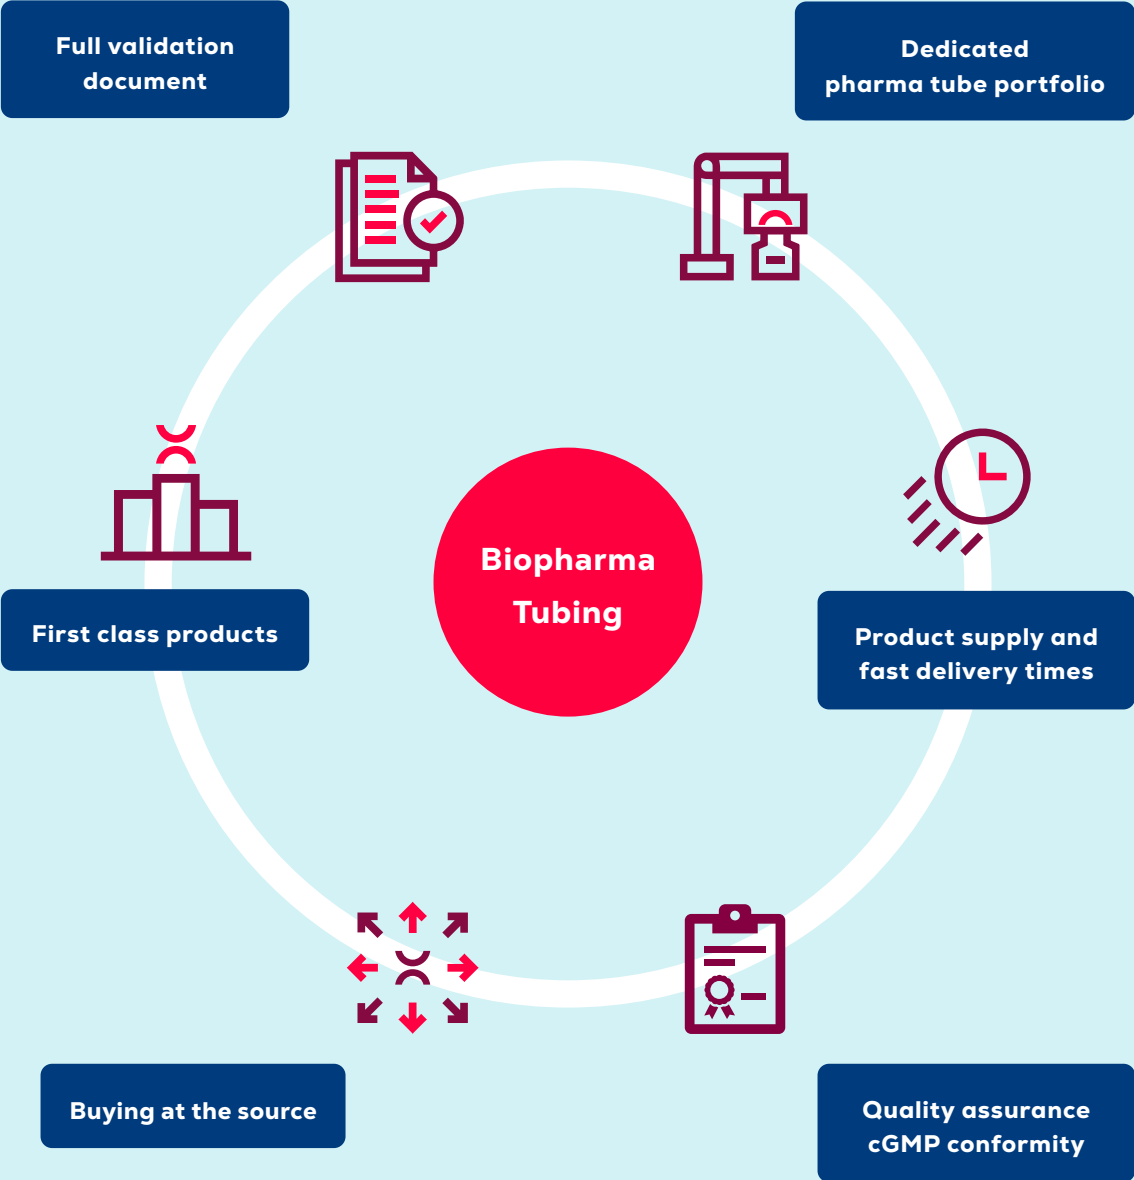 Full validation
document
Dedicated
pharma tube portfolio
Biopharma
Tubing
First class products
Product supply and
fast delivery times
Buying at the source
Quality assurance
cGMP conformity